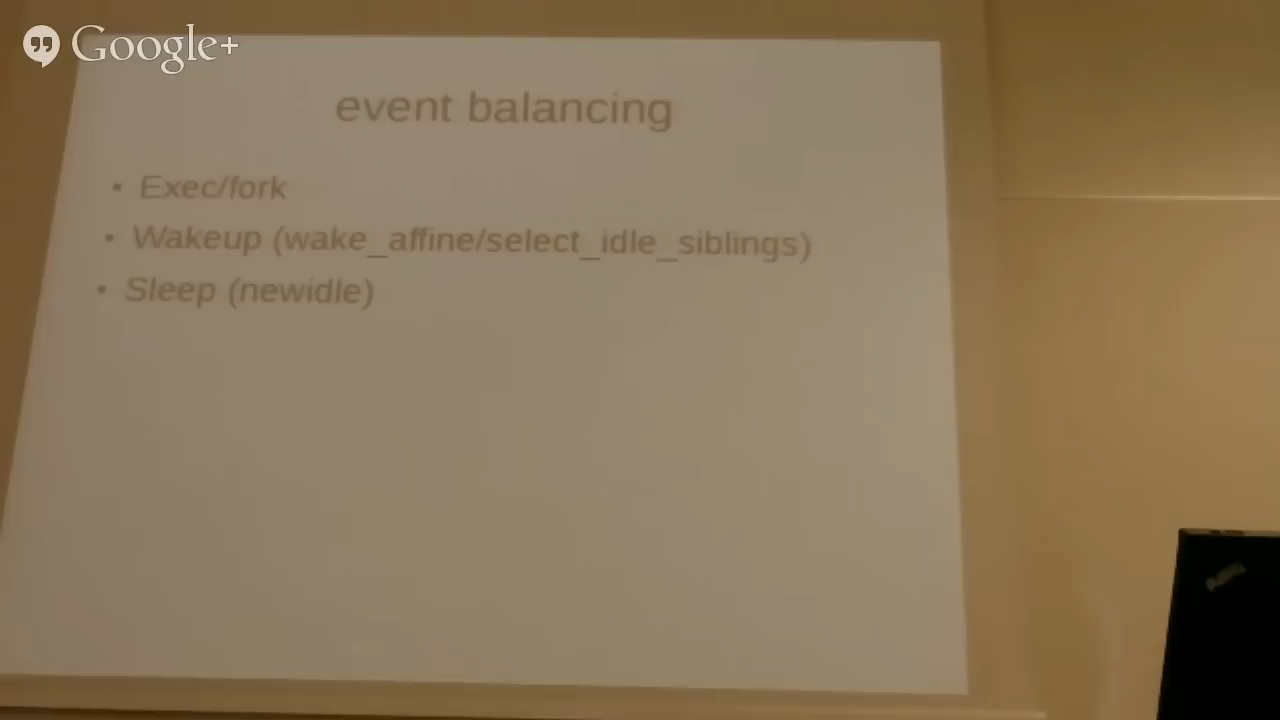 Google+
event balancing
• Exec/fork
• Wakeup (wake_affine/select_idle_siblings)
• Sleep (newidle)